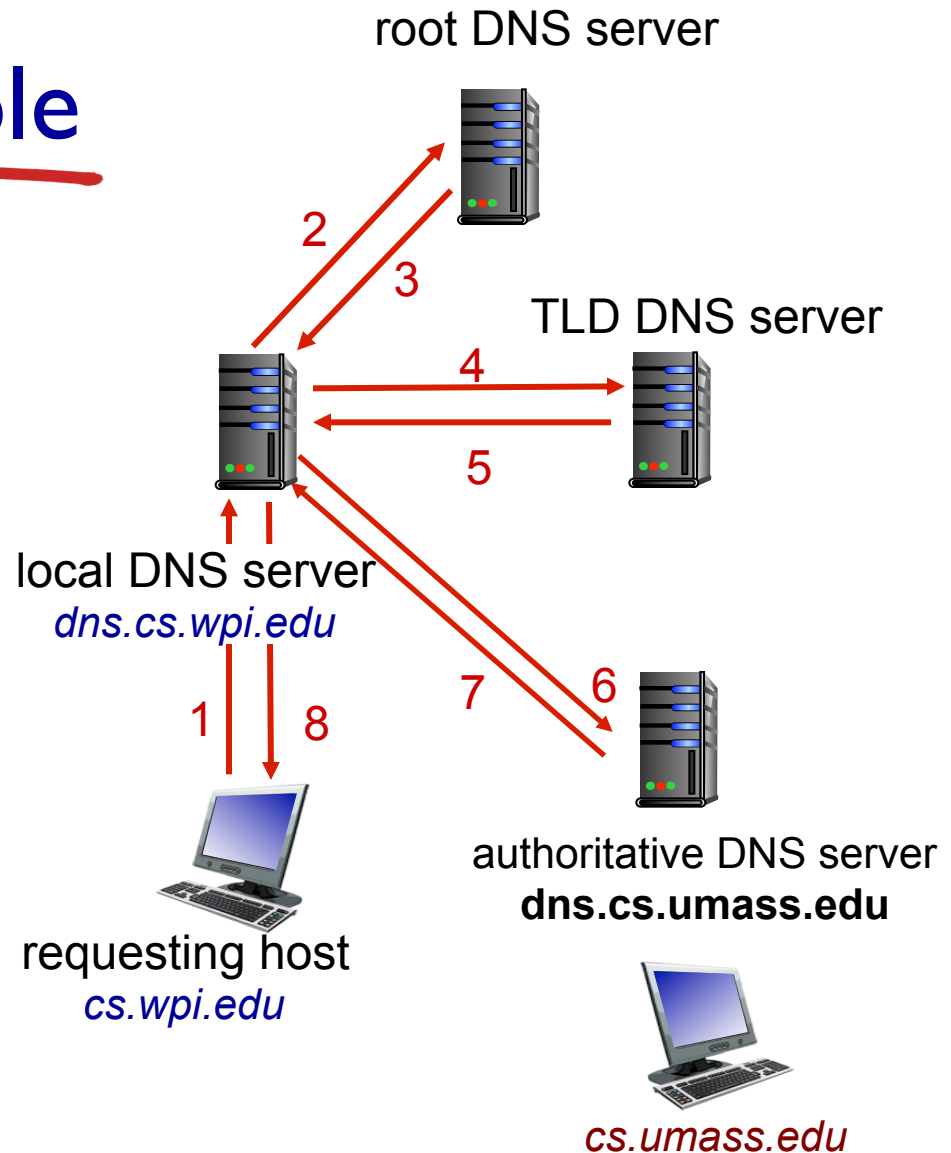 root DNS server
2
3
TLD DNS server
4
5
local DNS server
dns.cs.wpi.edu
1
8
7
6
authoritative DNS server
dns.cs.umass.edu
requesting host
cs.wpi.edu
cs.umass.edu